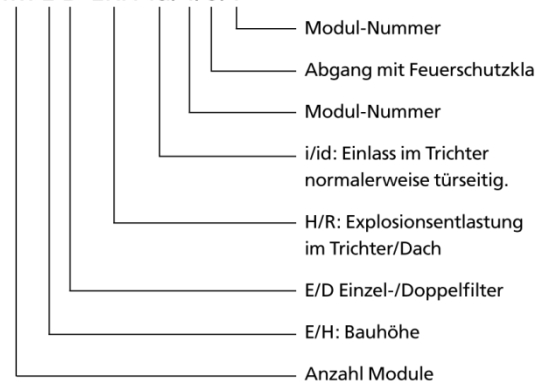 Modul-Nummer
Abgang mit Feuerschutzkla
Modul-Nummer
i/id: Einlass im Trichter
normalerweise türseitig.
H/R: Explosionsentlastung
im Trichter/Dach
E/D Einzel-/Doppelfilter
E/H: Bauhöhe
Anzahl Module